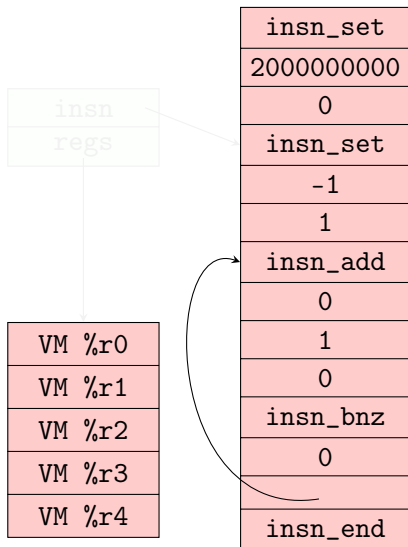 insn_set
2000000000
0
insn_set
-1
1
insn_add
0
1
0
insn_bnz
0
insn_end
insn
regs
VM %r0
VM %r1
VM %r2
VM %r3
VM %r4